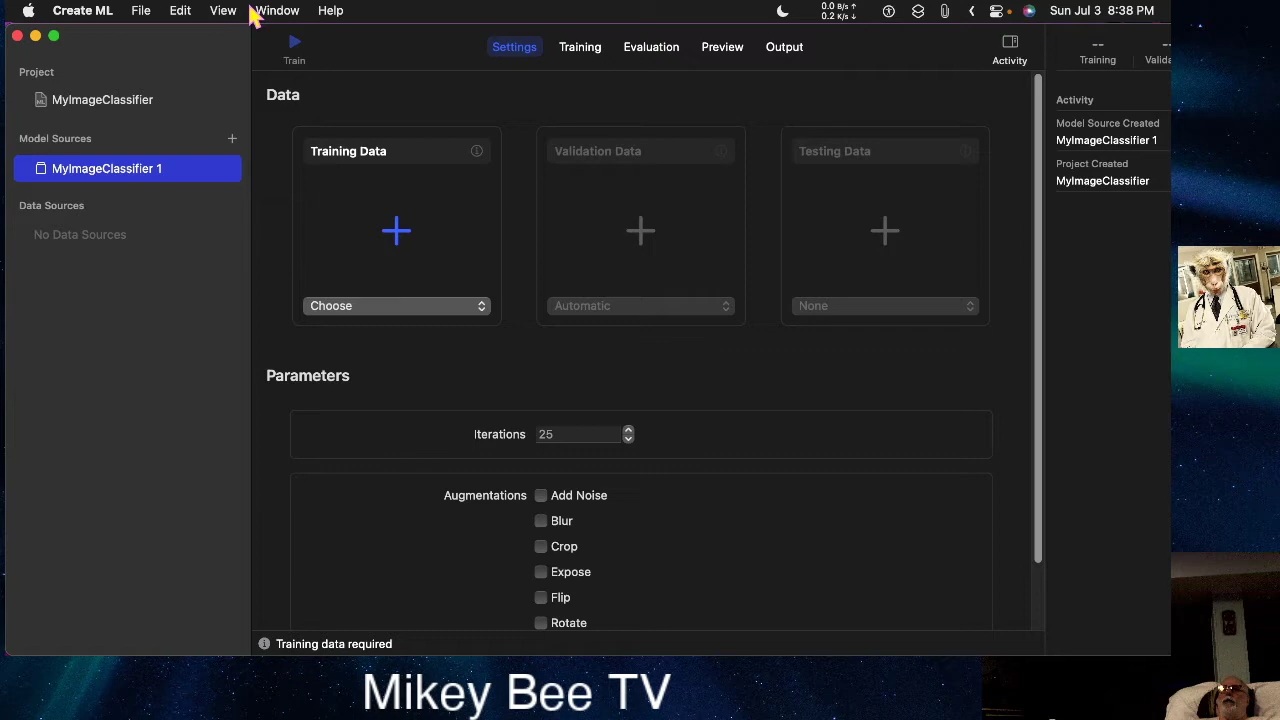 Create ML File Edit View Window Help 0.2 K/s ↓ Sun Jul 3 8:38 PM
Train Settings Training Evaluation Preview Output Activity
-- --
Training Valida
Project
MyImageClassifier
Model Sources +
MyImageClassifier 1
Data Sources
No Data Sources
Data
Training Data
Choose
Validation Data
Automatic
Testing Data
None
Parameters
Iterations 25
Augmentations Add Noise
Blur
Crop
Expose
Flip
Rotate
Training data required
Activity
Model Source Created
MyImageClassifier 1
Project Created
MyImageClassifier
Mikey Bee TV